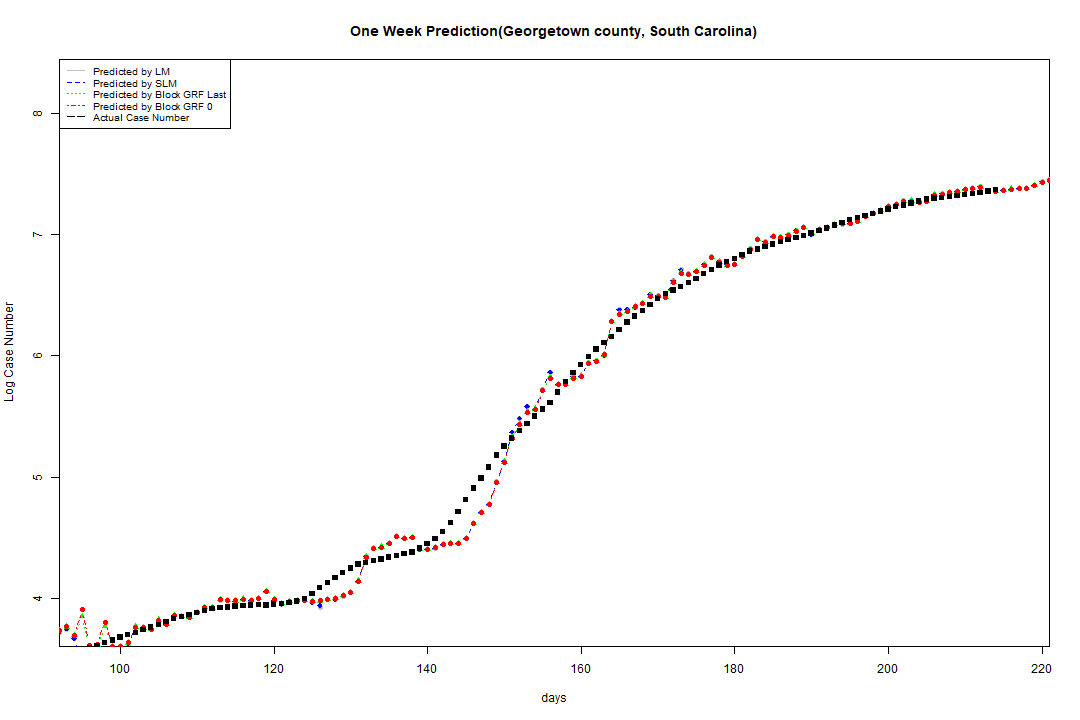 One Week Prediction(Georgetown county, South Carolina)
Predicted by LM
Predicted by SLM
Predicted by Block GRF Last
Predicted by Block GRF 0
Actual Case Number
8
7
6
5
4
Log Case Number
100 120 140 160 180 200 220
days